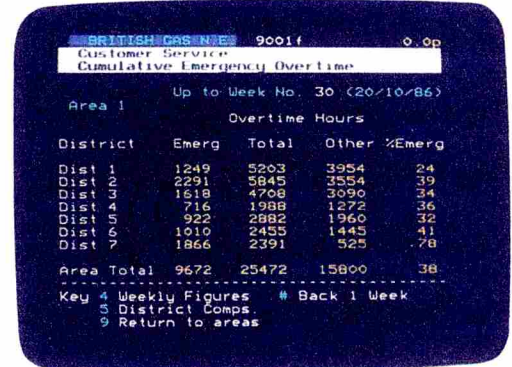 BRITISH GAS N E 9001f 0.0p
Customer Service
Cumulative Emergency Overtime
Up to Week No. 30 (20/10/86)
Area 1
Overtime Hours
District Emerg Total Other %Emerg
Dist 1 1249 5203 3954 24
Dist 2 2291 5845 3554 39
Dist 3 1618 4708 3090 34
Dist 4 716 1988 1272 36
Dist 5 922 2882 1960 32
Dist 6 1010 2455 1445 41
Dist 7 1866 2391 525 78
Area Total 9672 25472 15800 38
Key 4 Weekly Figures # Back 1 Week
5 District Comps.
9 Return to areas